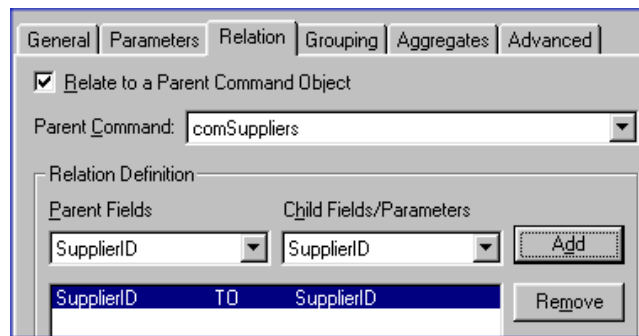 General Parameters Relation Grouping Aggregates Advanced
Relate to a Parent Command Object
Parent Command: comSuppliers
Relation Definition
Parent Fields Child Fields/Parameters
SupplierID SupplierID Add
SupplierID TO SupplierID
Remove